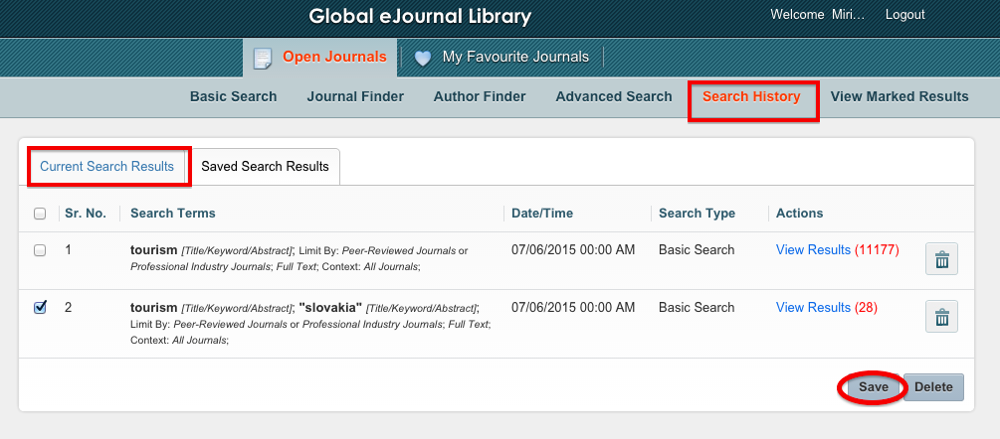 Global eJournal Library
Welcome Miri... Logout
Open Journals My Favourite Journals
Basic Search Journal Finder Author Finder Advanced Search Search History View Marked Results
Current Search Results Saved Search Results
Sr. No. Search Terms Date/Time Search Type Actions
1 tourism [Title/Keyword/Abstract]; Limit By: Peer-Reviewed Journals or 07/06/2015 00:00 AM Basic Search View Results (11177)
Professional Industry Journals; Full Text; Context: All Journals;
2 tourism [Title/Keyword/Abstract]; "slovakia" [Title/Keyword/Abstract]; 07/06/2015 00:00 AM Basic Search View Results (28)
Limit By: Peer-Reviewed Journals or Professional Industry Journals; Full Text;
Context: All Journals;
Save Delete